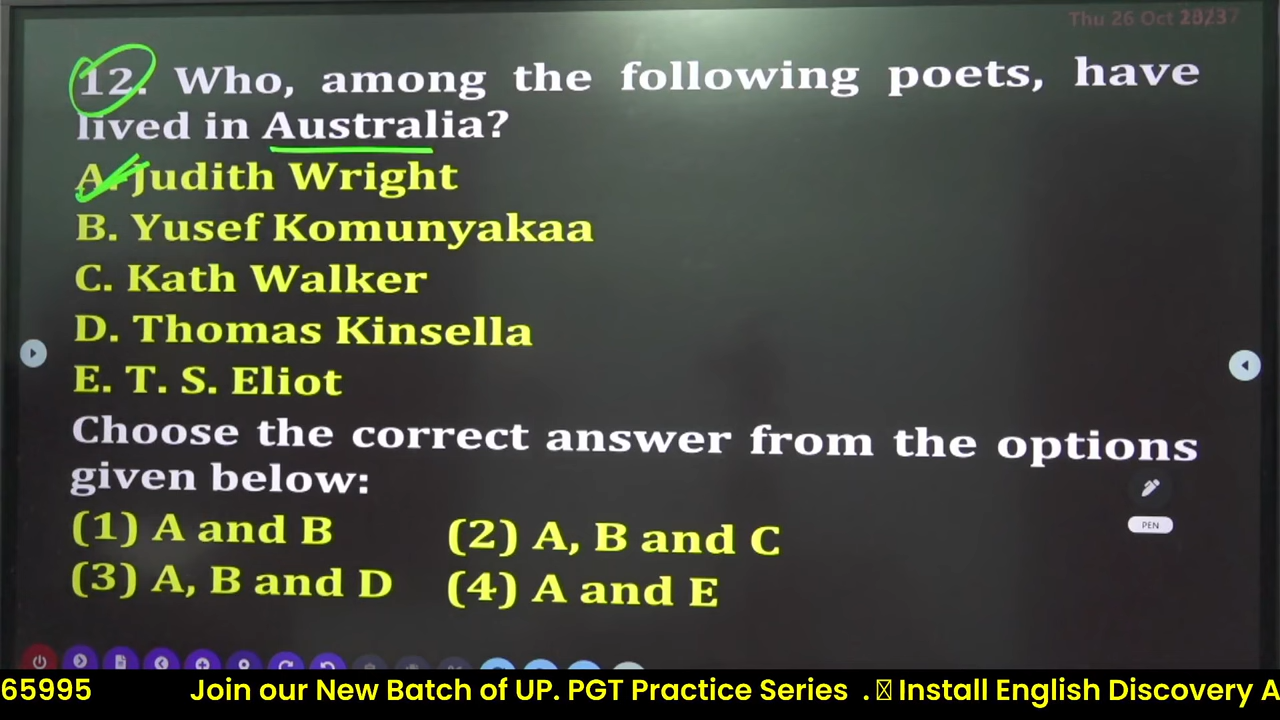 Thu 26 Oct
12. Who, among the following poets, have
lived in Australia?
A. Judith Wright
B. Yusef Komunyakaa
C. Kath Walker
D. Thomas Kinsella
E. T. S. Eliot
Choose the correct answer from the options
given below:
PEN
(1) A and B (2) A, B and C
(3) A, B and D (4) A and E
65995 Join our New Batch of UP. PGT Practice Series . Install English Discovery A